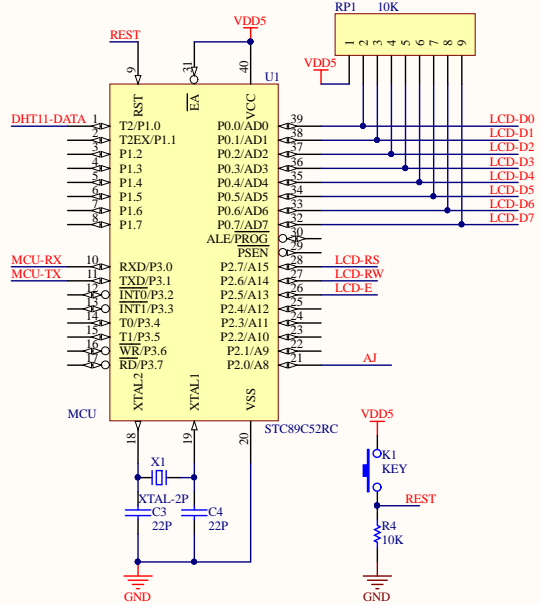 RP1 10K
VDD5
REST
1 2 3 4 5 6 7 8 9
VDD5
9
31
40
U1
RST
EA
VCC
DHT11-DATA 1 T2/P1.0 P0.0/AD0 39 LCD-D0
2 T2EX/P1.1 P0.1/AD1 38 LCD-D1
3 P1.2 P0.2/AD2 37 LCD-D2
4 P1.3 P0.3/AD3 36 LCD-D3
5 P1.4 P0.4/AD4 35 LCD-D4
6 P1.5 P0.5/AD5 34 LCD-D5
7 P1.6 P0.6/AD6 33 LCD-D6
8 P1.7 P0.7/AD7 32 LCD-D7
ALE/PROG 30
PSEN 29
MCU-RX 10 RXD/P3.0 P2.7/A15 28 LCD-RS
MCU-TX 11 TXD/P3.1 P2.6/A14 27 LCD-RW
12 INT0/P3.2 P2.5/A13 26 LCD-E
13 INT1/P3.3 P2.4/A12 25
14 T0/P3.4 P2.3/A11 24
15 T1/P3.5 P2.2/A10 23
16 WR/P3.6 P2.1/A9 22
17 RD/P3.7 P2.0/A8 21 AJ
XTAL2
XTAL1
VSS
MCU
STC89C52RC
18
19
20
VDD5
X1
XTAL-2P
K1
KEY
C3
22P
C4
22P
REST
R4
10K
GND
GND